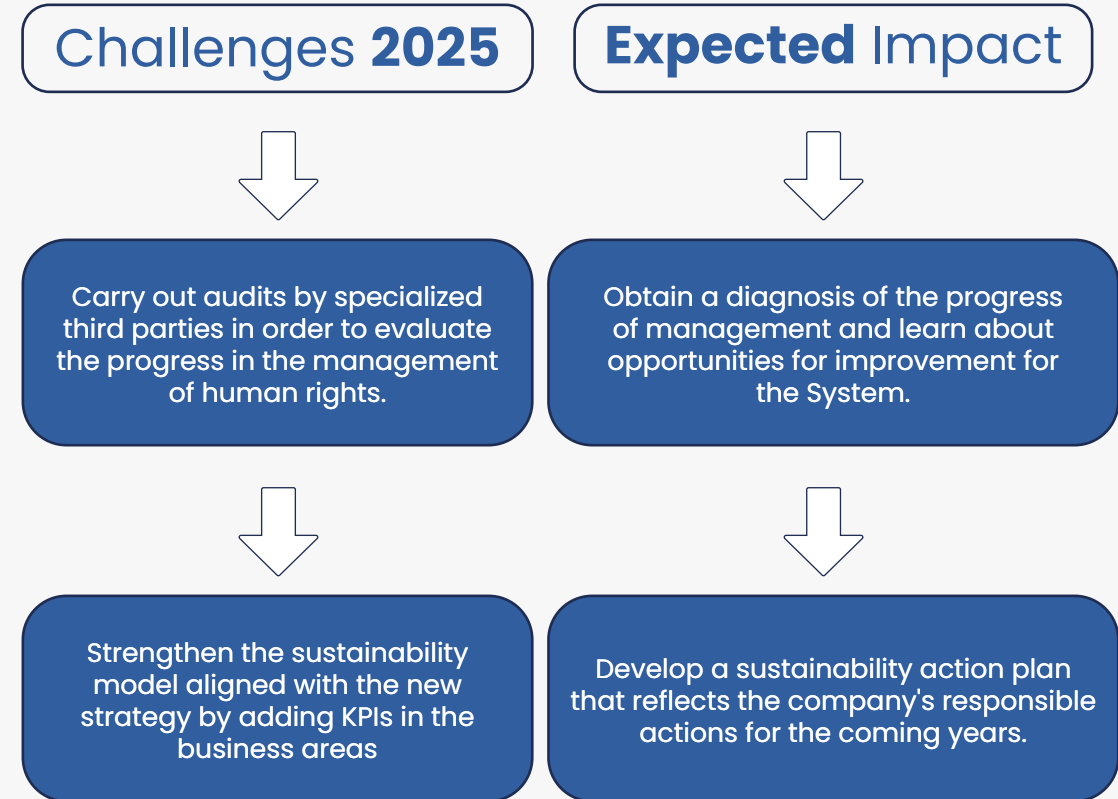 Challenges 2025
Expected Impact
Carry out audits by specialized
third parties in order to evaluate
the progress in the management
of human rights.
Obtain a diagnosis of the progress
of management and learn about
opportunities for improvement for
the System.
Strengthen the sustainability
model aligned with the new
strategy by adding KPIs in the
business areas
Develop a sustainability action plan
that reflects the company's responsible
actions for the coming years.